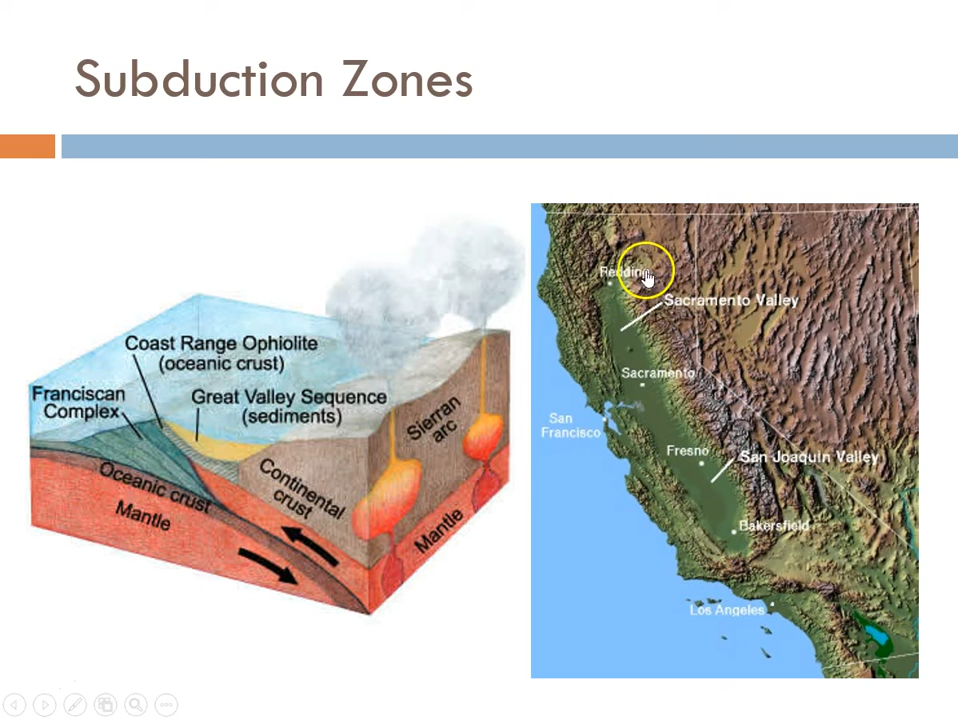 Subduction Zones
Coast Range Ophiolite
(oceanic crust)
Franciscan
Complex
Great Valley Sequence
(sediments)
Sierran
arc
Oceanic crust
Continental
crust
Mantle
Mantle
Redding
Sacramento Valley
Sacramento
San
Francisco
Fresno
San Joaquin Valley
Bakersfield
Los Angeles